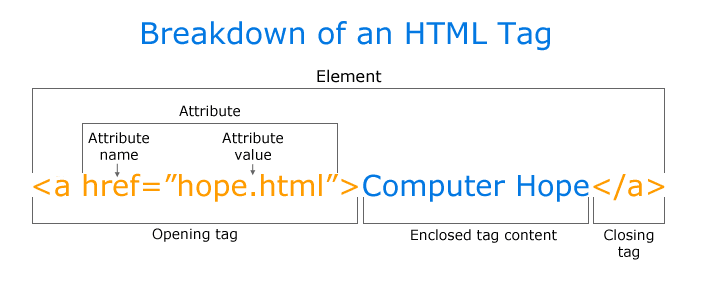 Breakdown of an HTML Tag
Element
Attribute
Attribute name
Attribute value
<a href=”hope.html”>Computer Hope</a>
Opening tag
Enclosed tag content
Closing tag